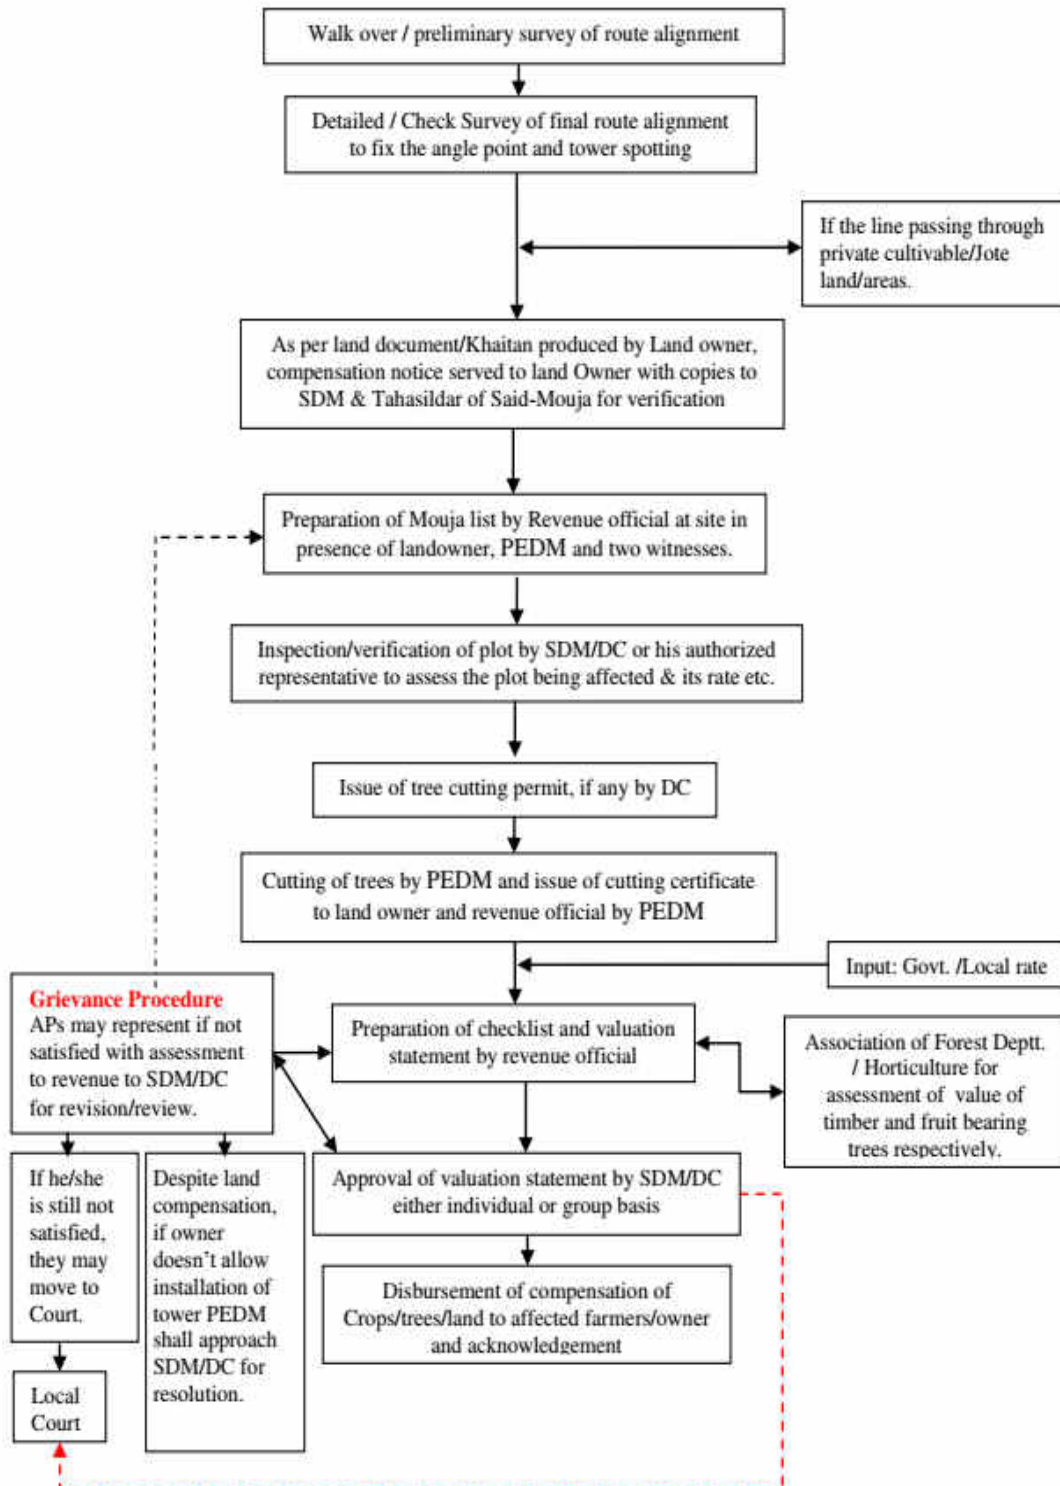 Walk over / preliminary survey of route alignment
Detailed / Check Survey of final route alignment
to fix the angle point and tower spotting
If the line passing through
private cultivable/Jote
land/areas.
As per land document/Khaitan produced by Land owner,
compensation notice served to land Owner with copies to
SDM & Tahasildar of Said-Mouja for verification
Preparation of Mouja list by Revenue official at site in
presence of landowner, PEDM and two witnesses.
Inspection/verification of plot by SDM/DC or his authorized
representative to assess the plot being affected & its rate etc.
Issue of tree cutting permit, if any by DC
Cutting of trees by PEDM and issue of cutting certificate
to land owner and revenue official by PEDM
Input: Govt. /Local rate
Grievance Procedure
APs may represent if not
satisfied with assessment
to revenue to SDM/DC
for revision/review.
Preparation of checklist and valuation
statement by revenue official
Association of Forest Deptt.
/ Horticulture for
assessment of value of
timber and fruit bearing
trees respectively.
If he/she
is still not
satisfied,
they may
move to
Court.
Despite land
compensation,
if owner
doesn't allow
installation of
tower PEDM
shall approach
SDM/DC for
resolution.
Approval of valuation statement by SDM/DC
either individual or group basis
Disbursement of compensation of
Crops/trees/land to affected farmers/owner
and acknowledgement
Local
Court